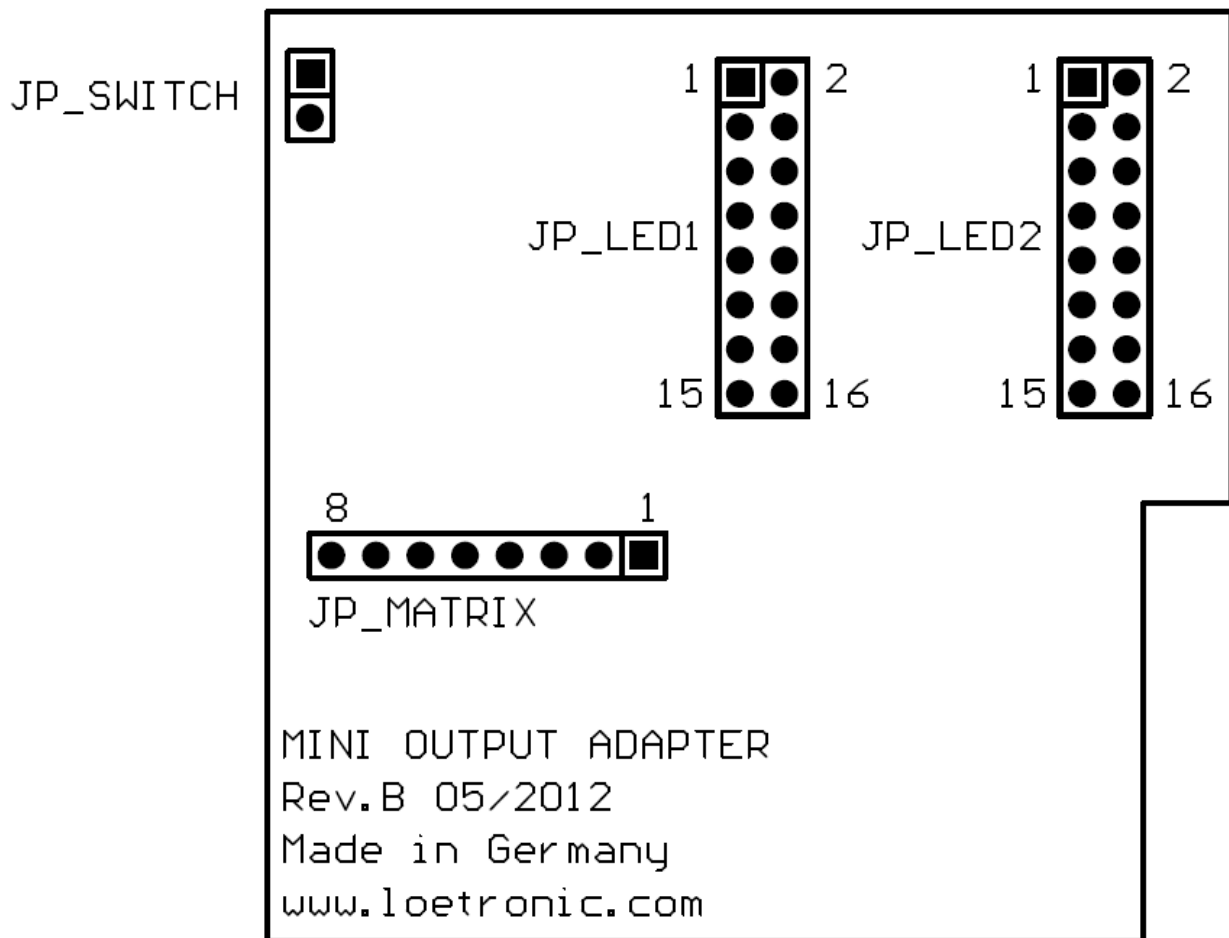 JP_SWITCH
1 2 1 2
JP_LED1 JP_LED2
15 16 15 16
8 1
JP_MATRIX
MINI OUTPUT ADAPTER
Rev.B 05/2012
Made in Germany
www.loetronic.com